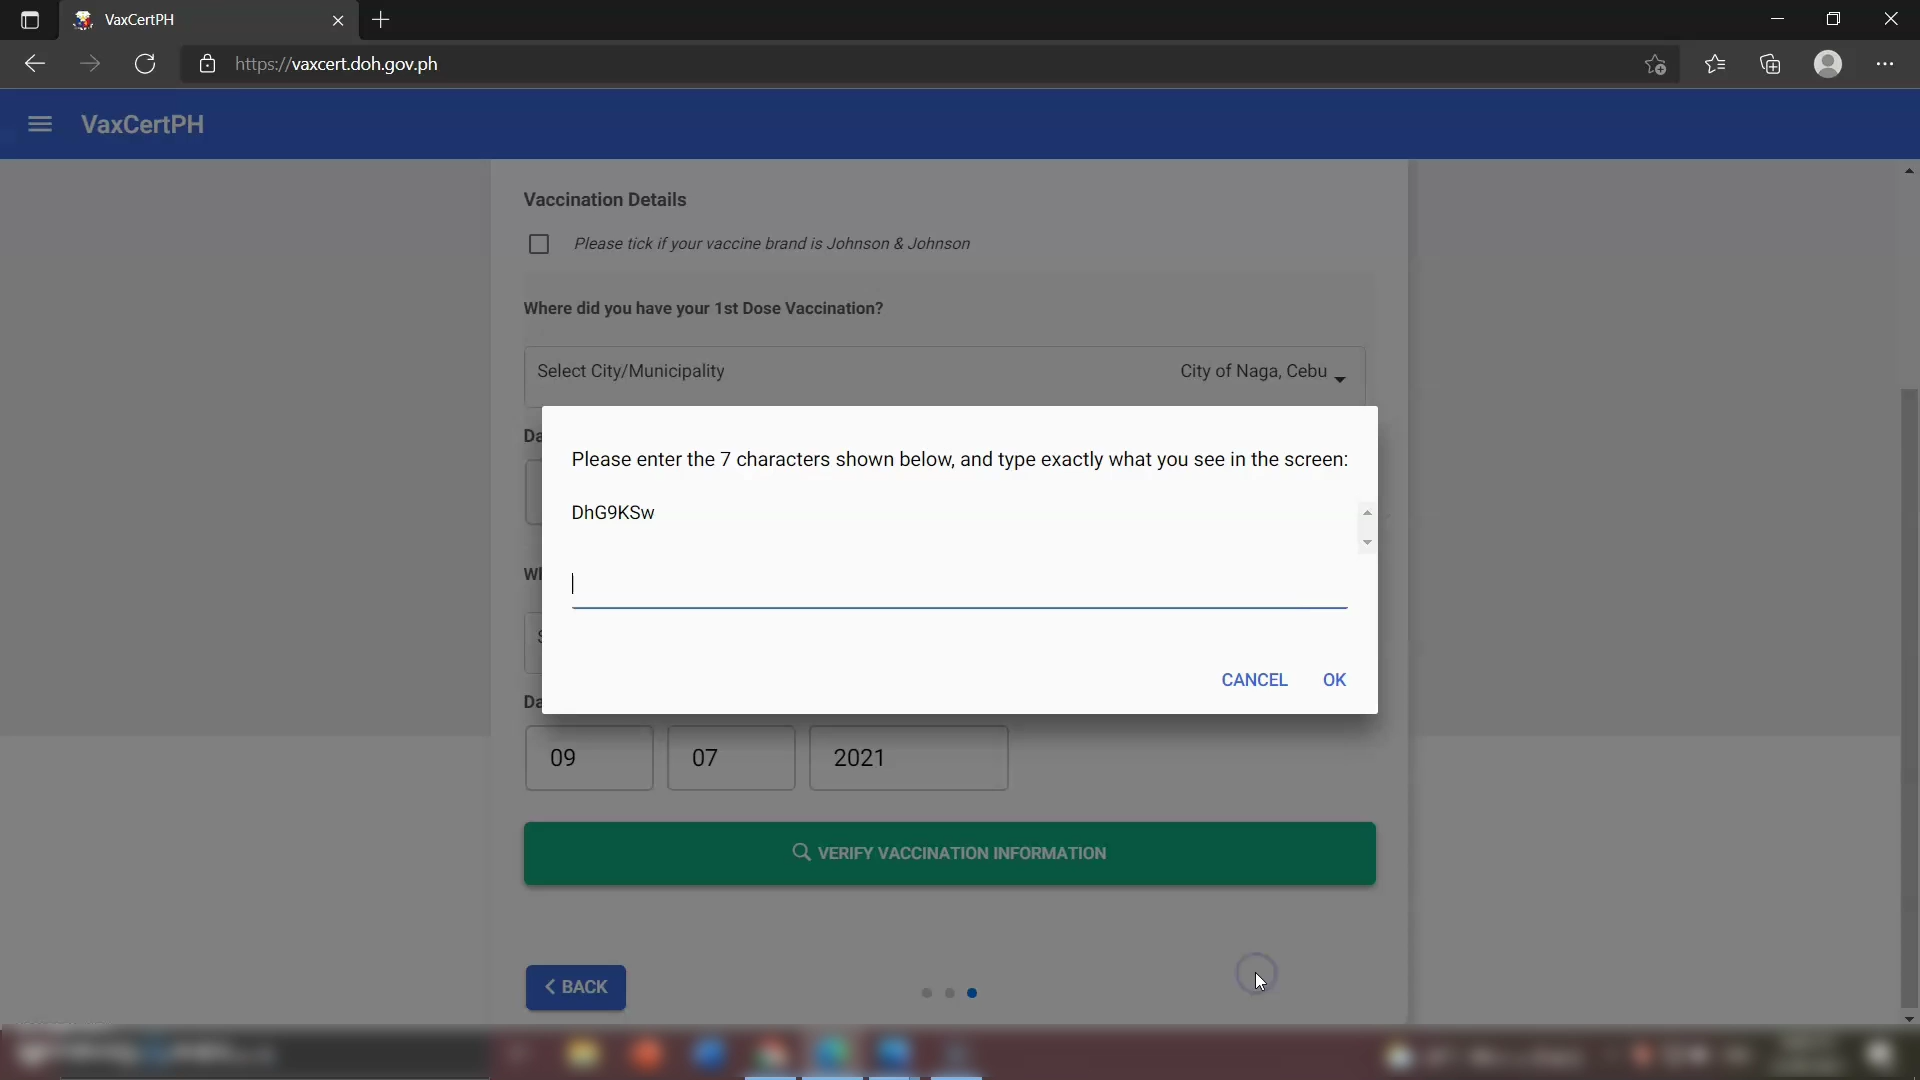 VaxCertPH
https://vaxcert.doh.gov.ph
VaxCertPH
Vaccination Details
Please tick if your vaccine brand is Johnson & Johnson
Where did you have your 1st Dose Vaccination?
Select City/Municipality City of Naga, Cebu
Da
Please enter the 7 characters shown below, and type exactly what you see in the screen:
DhG9KSw
Wh
S
CANCEL OK
Da
09 07 2021
VERIFY VACCINATION INFORMATION
BACK